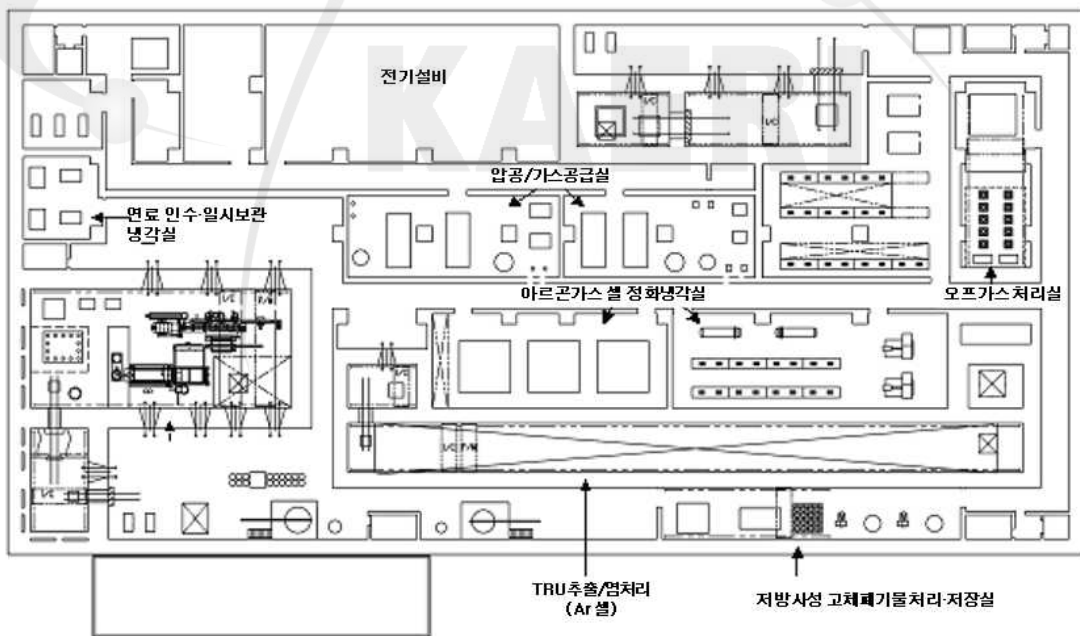 KAERI
전기설비
I/C
I/C
압공/가스공급실
연료 인수·일시보관
냉각실
아르곤가스 셀 정화냉각실
오프가스처리실
I/C
P/M
I/C
I/C
P/M
I/C
TRU추출/염처리
(Ar 셀)
저방사성 고체폐기물처리·저장실